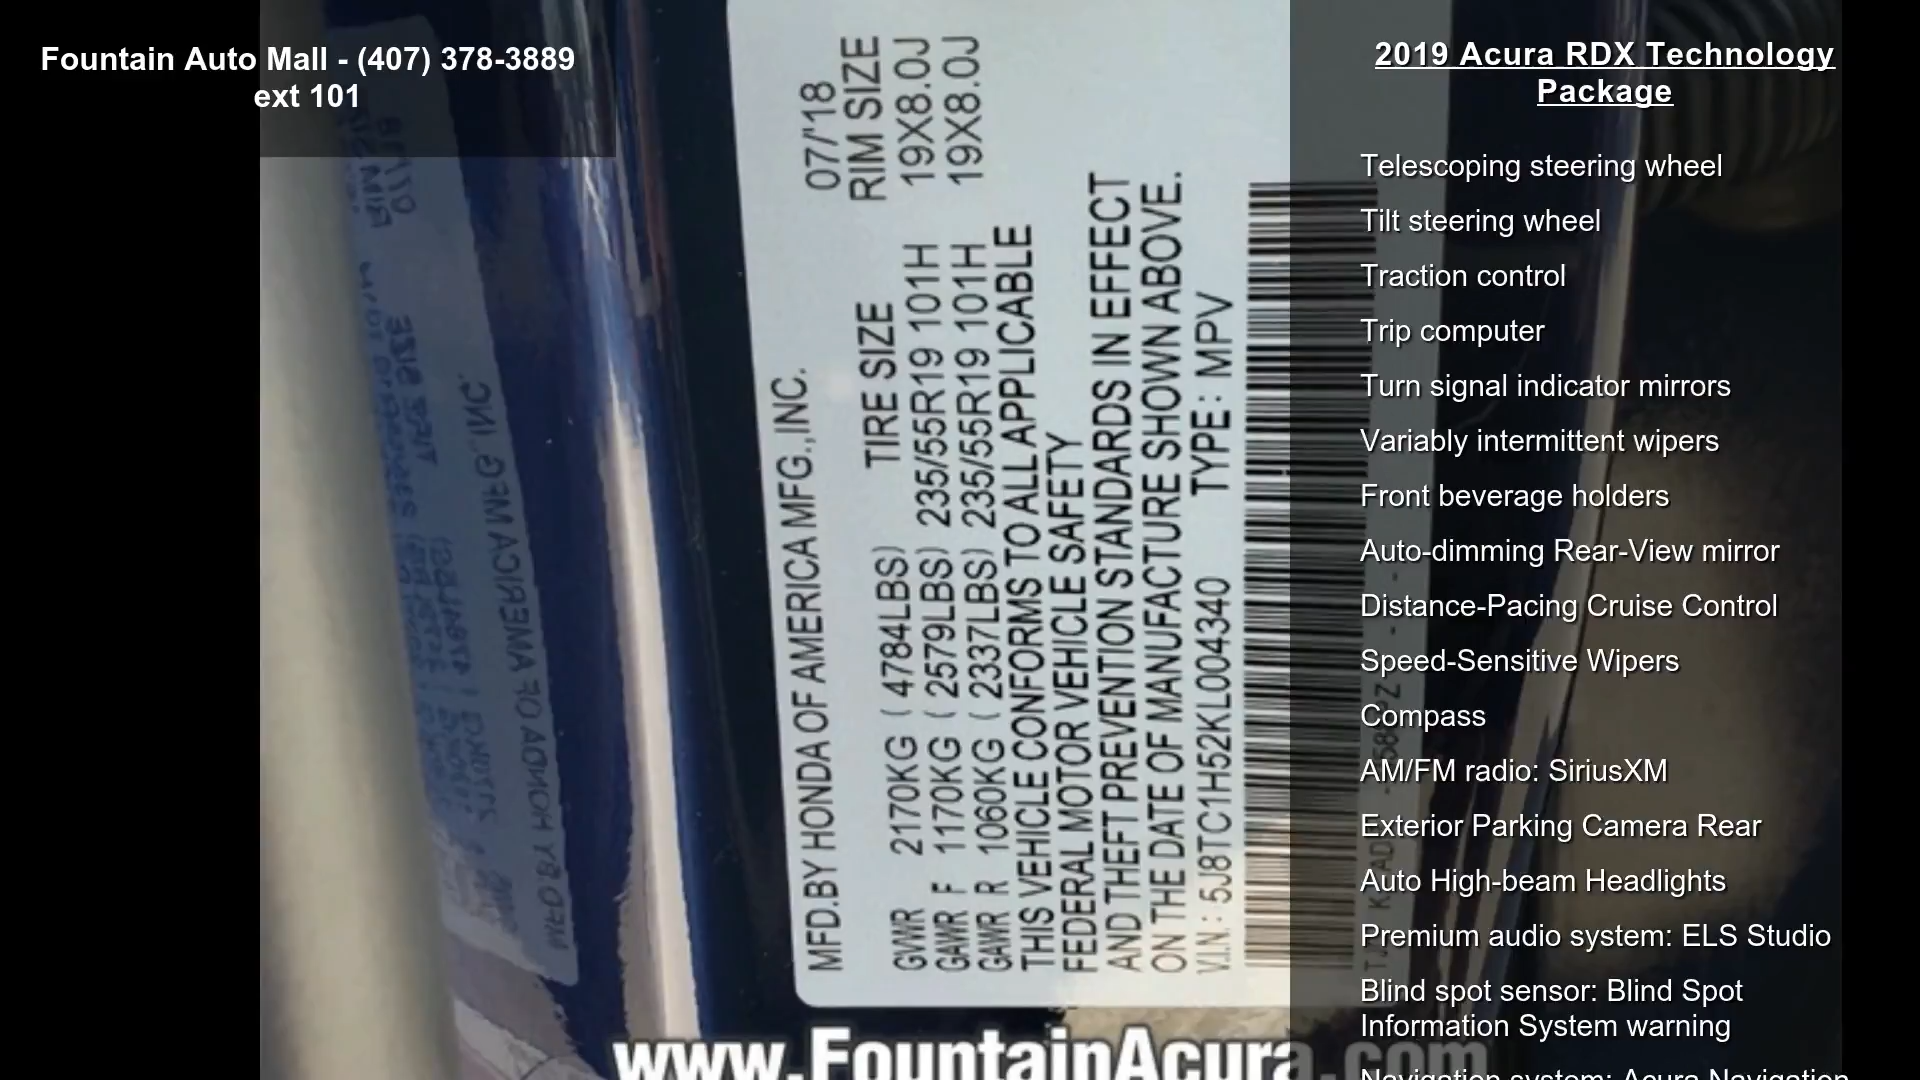 Fountain Auto Mall - (407) 378-3889
ext 101
MFD.BY HONDA OF AMERICA MFG.,INC. 07/'18
TIRE SIZE RIM SIZE
GVWR 2170KG ( 4784LBS)
GAWR F 1170KG ( 2579LBS) 235/55R19 101H 19X8.0J
GAWR R 1060KG ( 2337LBS) 235/55R19 101H 19X8.0J
THIS VEHICLE CONFORMS TO ALL APPLICABLE
FEDERAL MOTOR VEHICLE SAFETY
AND THEFT PREVENTION STANDARDS IN EFFECT
ON THE DATE OF MANUFACTURE SHOWN ABOVE.
V.I.N.: 5J8TC1H52KL004340 TYPE: MPV
www.FountainAcura.com
2019 Acura RDX Technology
Package
Telescoping steering wheel
Tilt steering wheel
Traction control
Trip computer
Turn signal indicator mirrors
Variably intermittent wipers
Front beverage holders
Auto-dimming Rear-View mirror
Distance-Pacing Cruise Control
Speed-Sensitive Wipers
Compass
AM/FM radio: SiriusXM
Exterior Parking Camera Rear
Auto High-beam Headlights
Premium audio system: ELS Studio
Blind spot sensor: Blind Spot
Information System warning
Navigation system: Acura Navigation